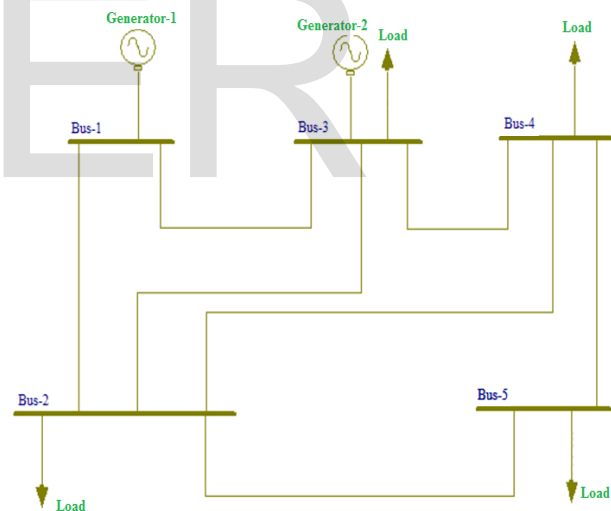 ER
Generator-1
Generator-2
Load
Load
Bus-1
Bus-3
Bus-4
Bus-2
Bus-5
Load
Load